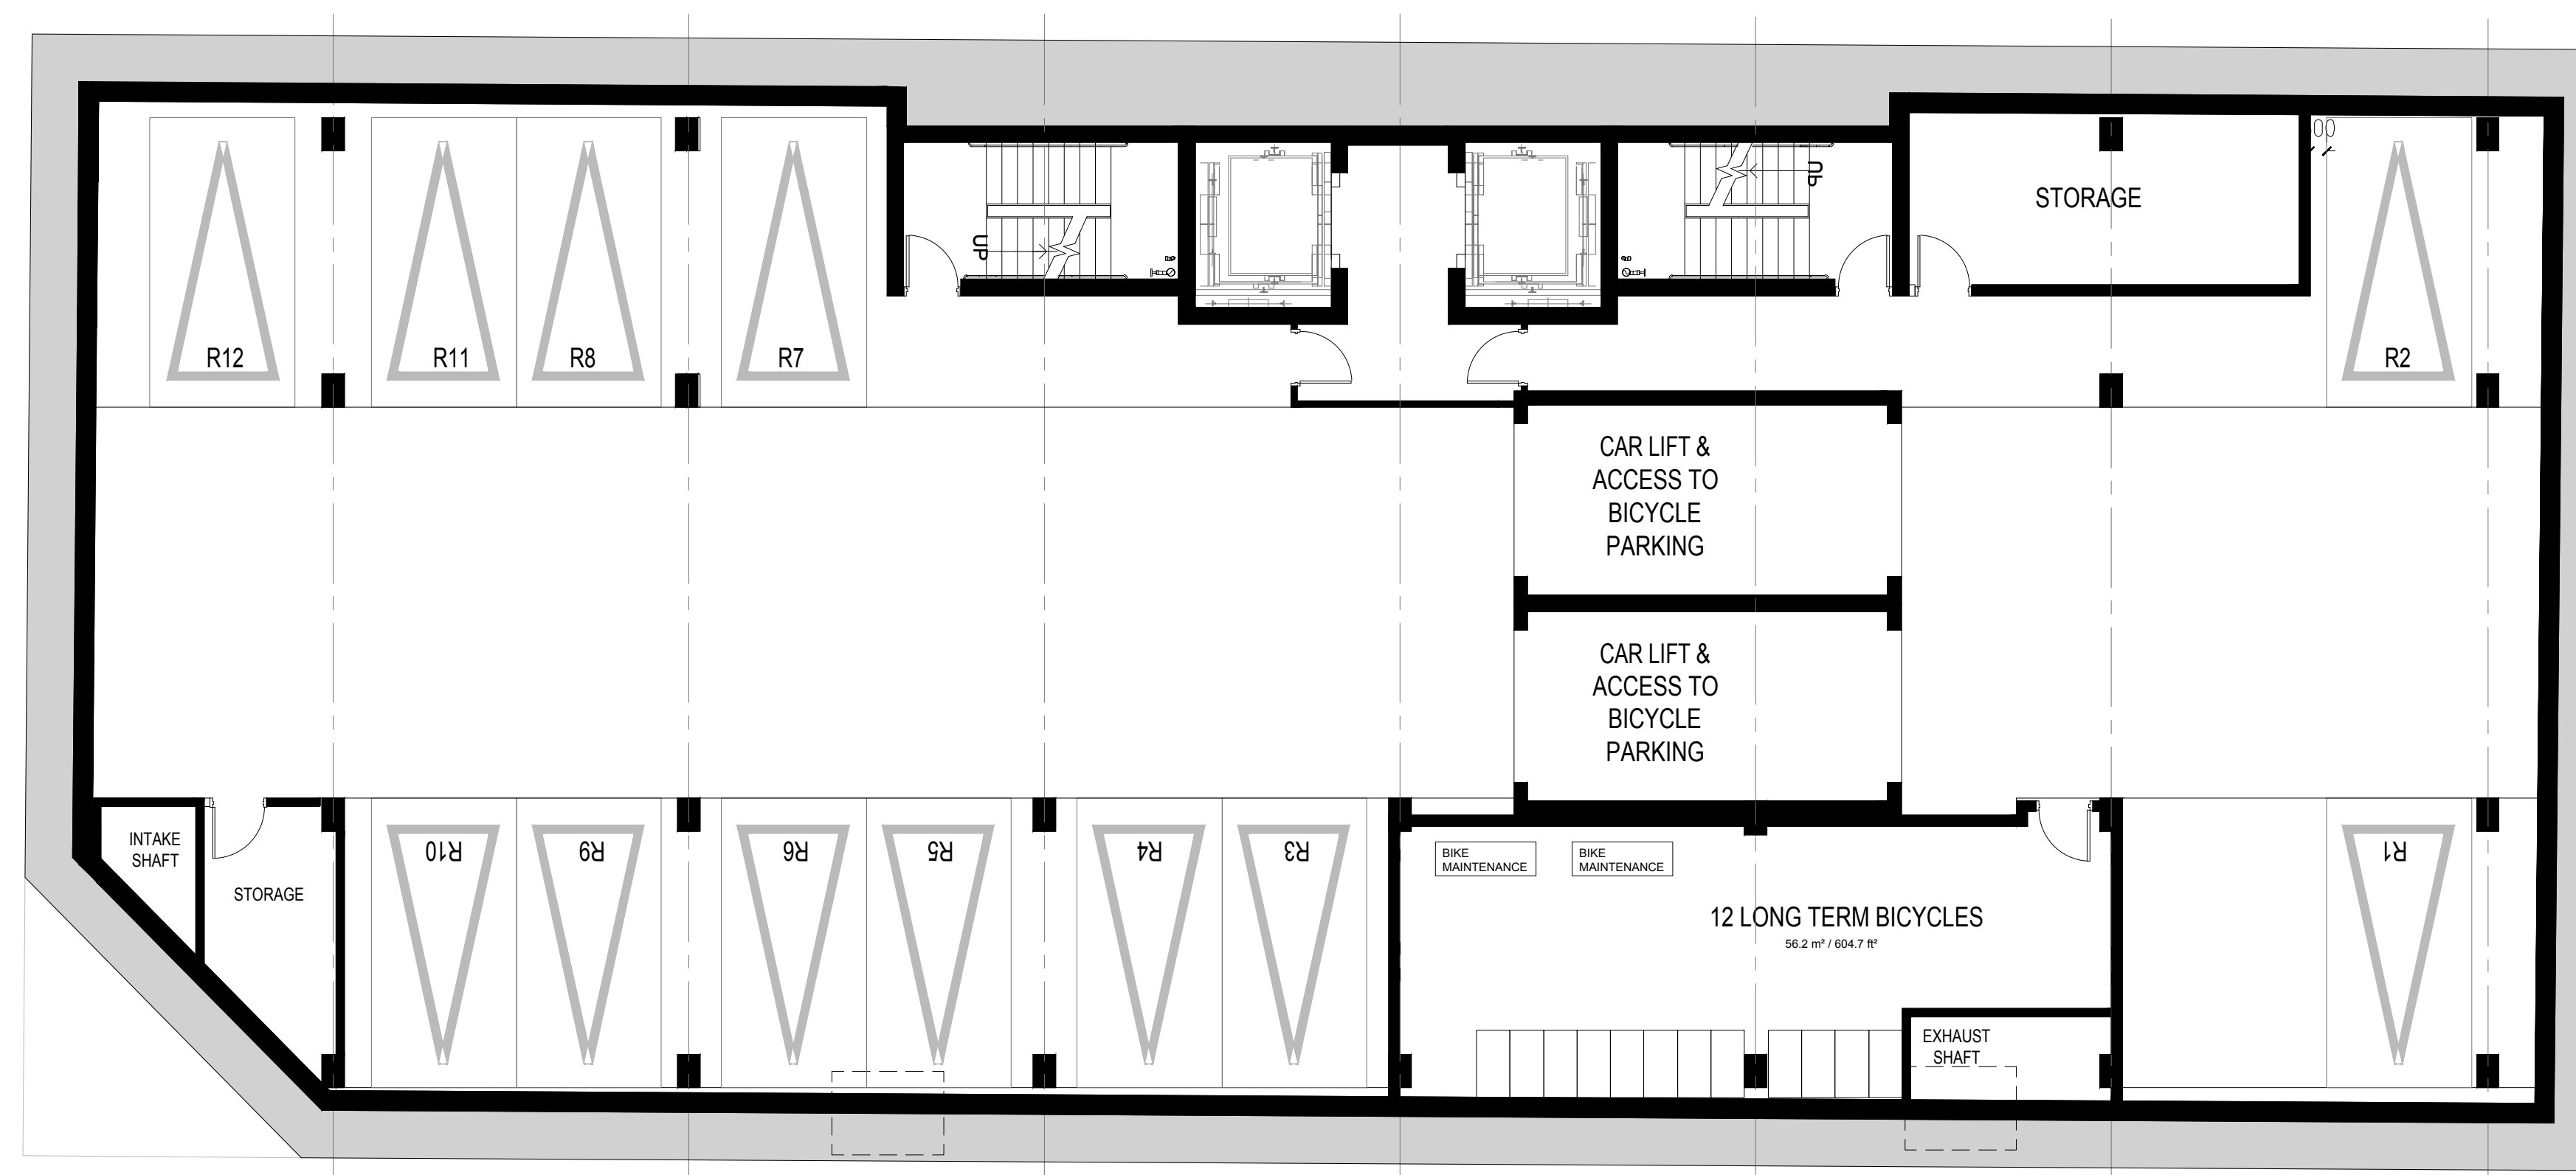 UP
UP
STORAGE
R12
R11
R8
R7
R2
CAR LIFT &
ACCESS TO
BICYCLE
PARKING
CAR LIFT &
ACCESS TO
BICYCLE
PARKING
INTAKE
SHAFT
STORAGE
R10
R9
R6
R5
R4
R3
BIKE
MAINTENANCE
BIKE
MAINTENANCE
R1
12 LONG TERM BICYCLES
56.2 m² / 604.7 ft²
EXHAUST
SHAFT